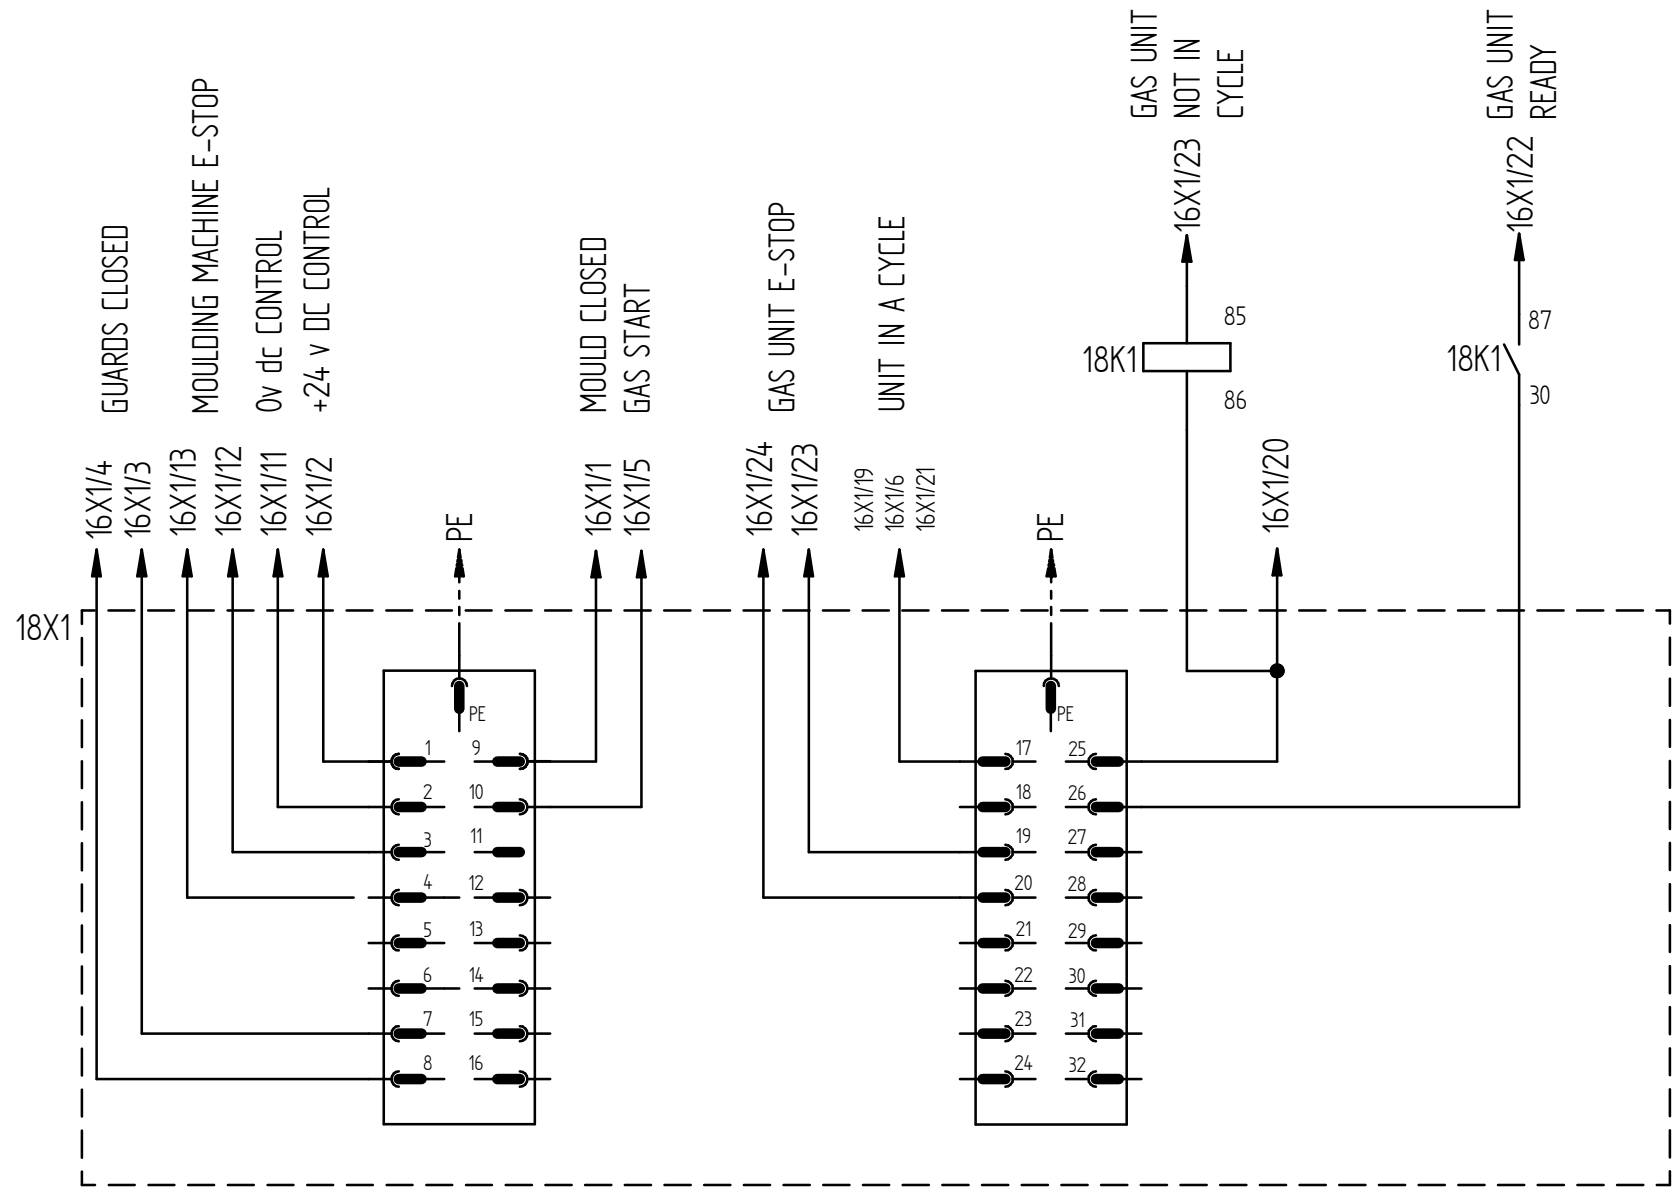 GAS UNIT
NOT IN
CYCLE
GAS UNIT
READY
16X1/23
16X1/22
GUARDS CLOSED
MOULDING MACHINE E-STOP
0v dc CONTROL
+24 v DC CONTROL
MOULD CLOSED
GAS START
GAS UNIT E-STOP
UNIT IN A CYCLE
85
18K1
86
87
18K1
30
16X1/4
16X1/3
16X1/13
16X1/12
16X1/11
16X1/2
PE
16X1/1
16X1/5
16X1/24
16X1/23
16X1/19
16X1/6
16X1/21
PE
16X1/20
18X1
PE
1 9
2 10
3 11
4 12
5 13
6 14
7 15
8 16
PE
17 25
18 26
19 27
20 28
21 29
22 30
23 31
24 32